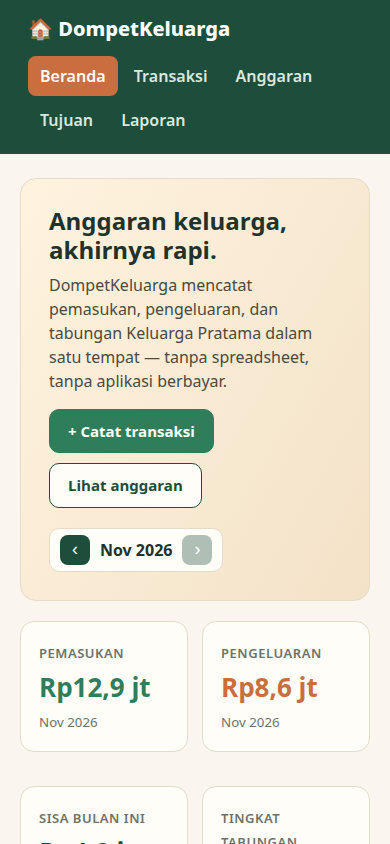 DompetKeluarga
Beranda Transaksi Anggaran
Tujuan Laporan
Anggaran keluarga,
akhirnya rapi.
DompetKeluarga mencatat
pemasukan, pengeluaran, dan
tabungan Keluarga Pratama dalam
satu tempat — tanpa spreadsheet,
tanpa aplikasi berbayar.
+ Catat transaksi
Lihat anggaran
‹ Nov 2026 ›
PEMASUKAN
Rp12,9 jt
Nov 2026
PENGELUARAN
Rp8,6 jt
Nov 2026
SISA BULAN INI
TINGKAT
TABUNGAN